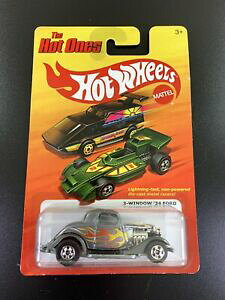 The
Hot Ones
3+
Hot Wheels
MATTEL
Lightning-fast, non-powered
die-cast metal racers!
3-WINDOW '34 FORD